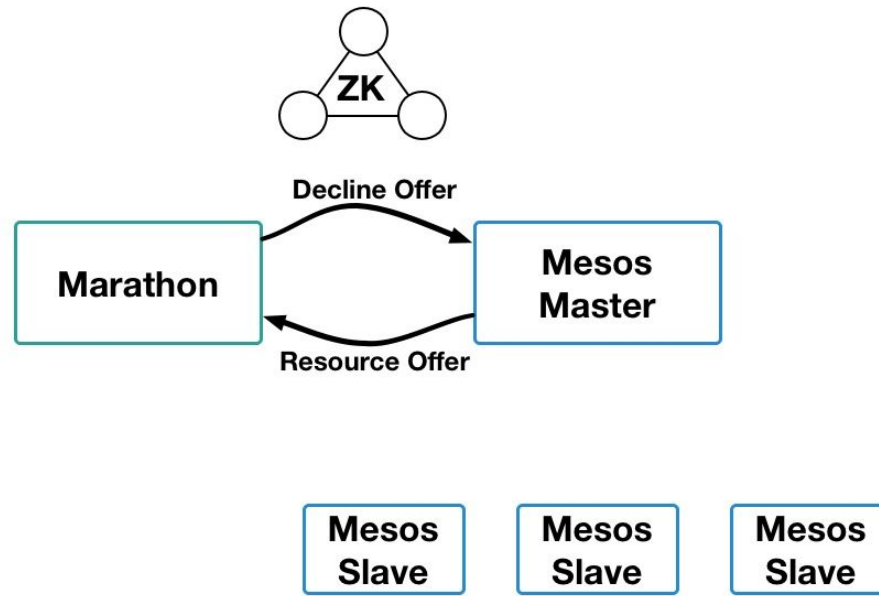 ZK
Decline Offer
Marathon
Mesos
Master
Resource Offer
Mesos
Slave
Mesos
Slave
Mesos
Slave